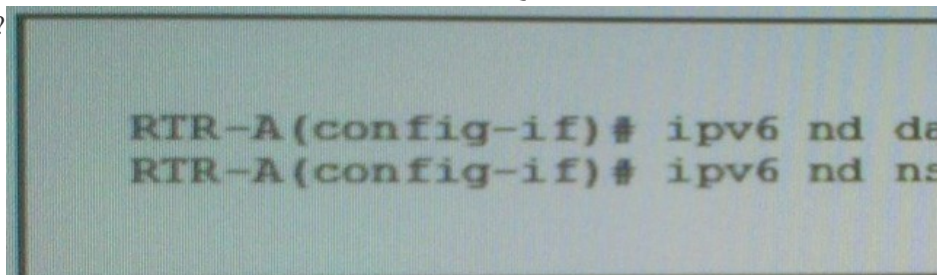 ?
RTR-A(config-if)# ipv6 nd da
RTR-A(config-if)# ipv6 nd ns